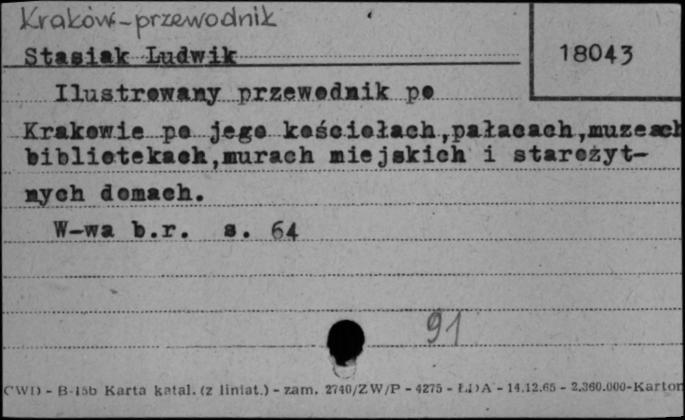 Kraków-przewodnik
Stasiak Ludwik
18043
Ilustrowany przewodnik po
Krakowie po jego kościołach,pałacach,muzeach
bibliotekach,murach miejskich i starożyt-
nych domach.
W-wa b.r. s. 64
91
CWD - B-15b Karta katal. (z liniat.) - zam. 2740/ZW/P - 4275 - ŁDA - 14.12.65 - 2.360.000-Karton